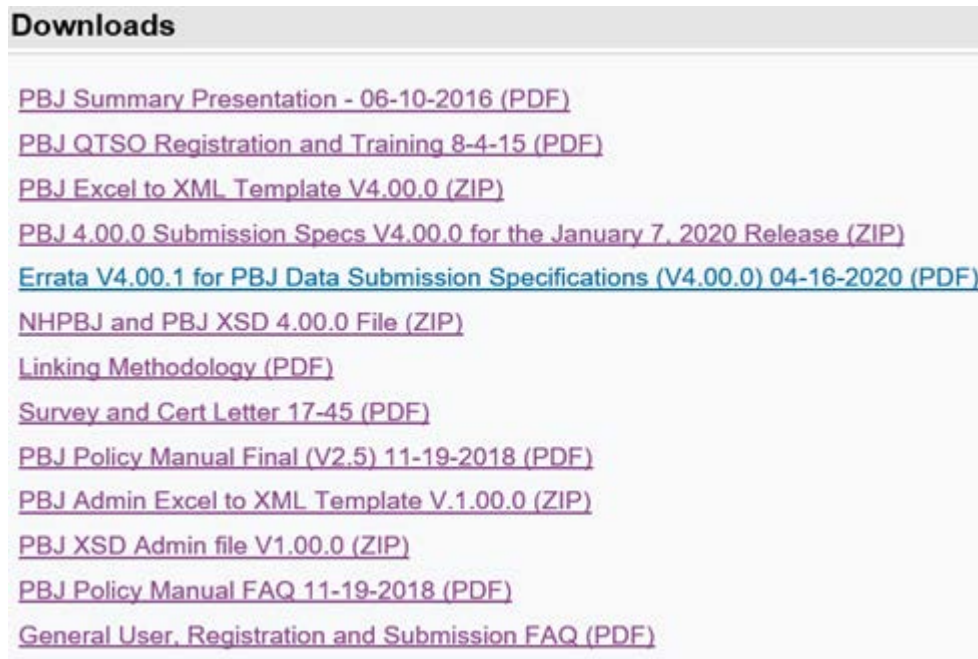 Downloads
PBJ Summary Presentation - 06-10-2016 (PDF)
PBJ QTSO Registration and Training 8-4-15 (PDF)
PBJ Excel to XML Template V4.00.0 (ZIP)
PBJ 4.00.0 Submission Specs V4.00.0 for the January 7, 2020 Release (ZIP)
Errata V4.00.1 for PBJ Data Submission Specifications (V4.00.0) 04-16-2020 (PDF)
NHPBJ and PBJ XSD 4.00.0 File (ZIP)
Linking Methodology (PDF)
Survey and Cert Letter 17-45 (PDF)
PBJ Policy Manual Final (V2.5) 11-19-2018 (PDF)
PBJ Admin Excel to XML Template V.1.00.0 (ZIP)
PBJ XSD Admin file V1.00.0 (ZIP)
PBJ Policy Manual FAQ 11-19-2018 (PDF)
General User, Registration and Submission FAQ (PDF)